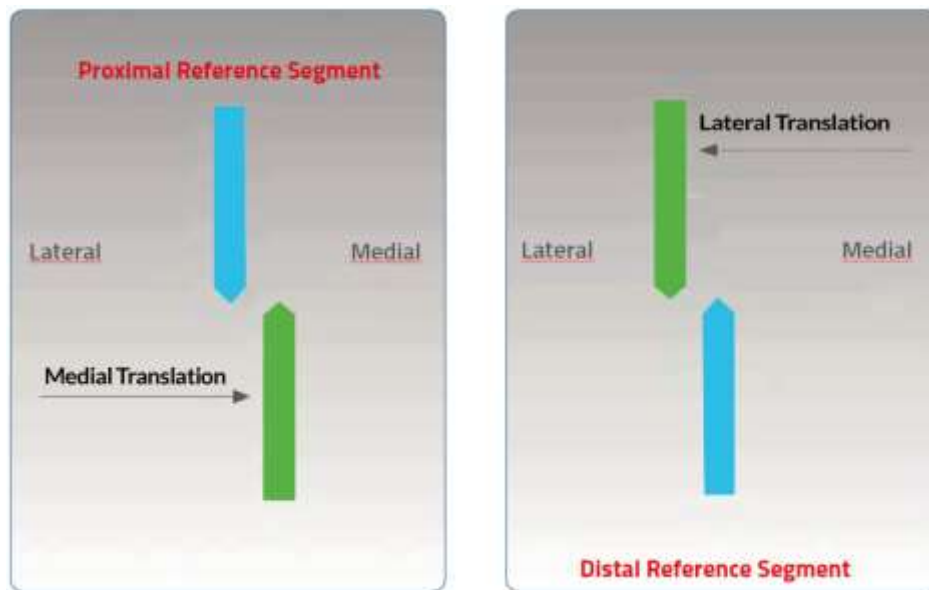 Proximal Reference Segment
Lateral
Medial
Medial Translation
Lateral Translation
Lateral
Medial
Distal Reference Segment